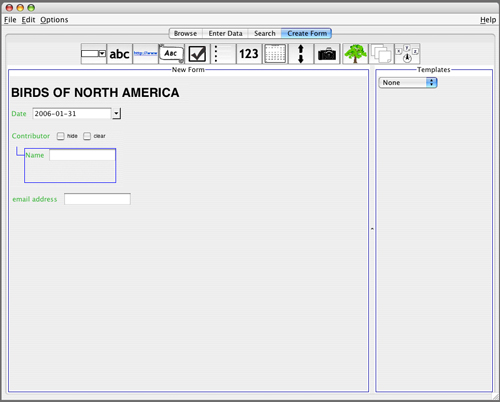 File Edit Options Help
Browse Enter Data Search Create Form
abc http://www Abc 123
New Form Templates
BIRDS OF NORTH AMERICA None
Date 2006-01-31
Contributor hide clear
Name
email address